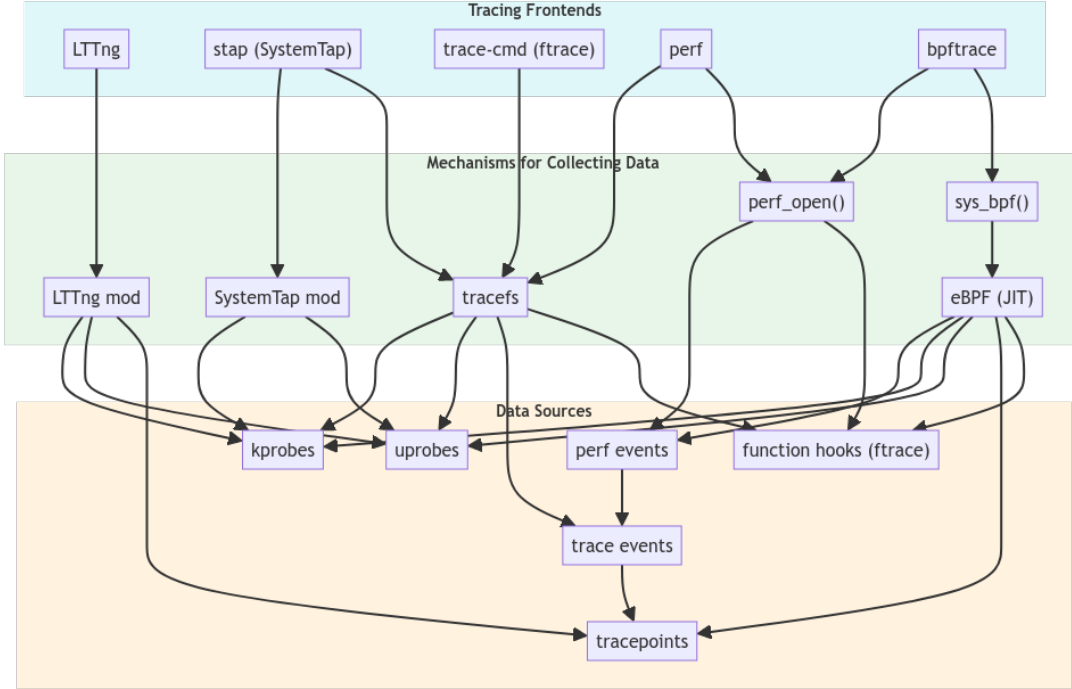 Tracing Frontends
LTTng
stap (SystemTap)
trace-cmd (ftrace)
perf
bpftrace
Mechanisms for Collecting Data
perf_open()
sys_bpf()
LTTng mod
SystemTap mod
tracefs
eBPF (JIT)
Data Sources
kprobes
uprobes
perf events
function hooks (ftrace)
trace events
tracepoints